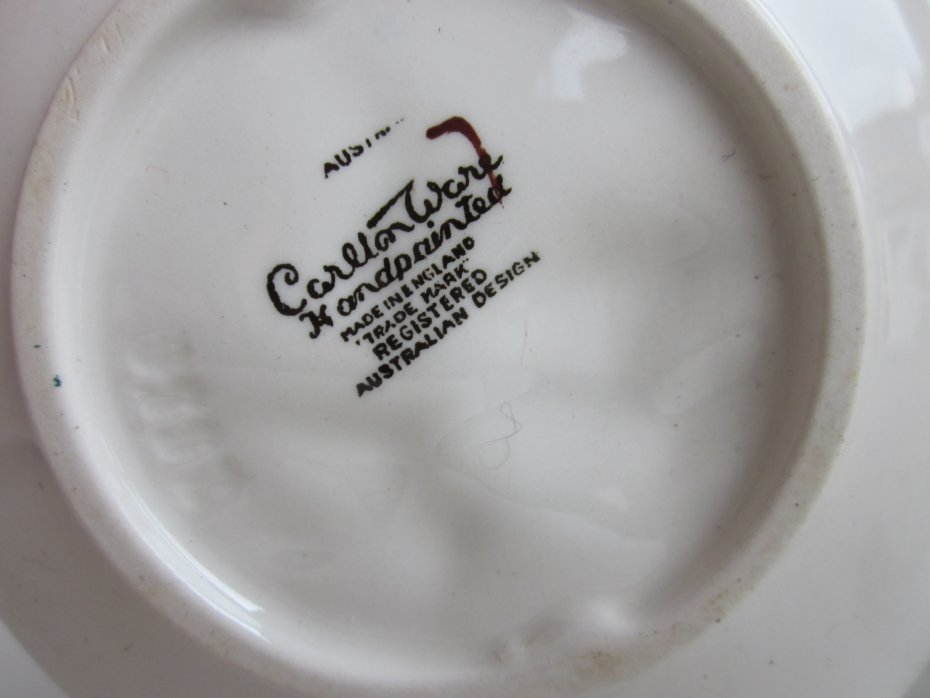 Carlton Ware
Handpainted
MADE IN ENGLAND
"TRADE MARK"
REGISTERED
AUSTRALIAN DESIGN